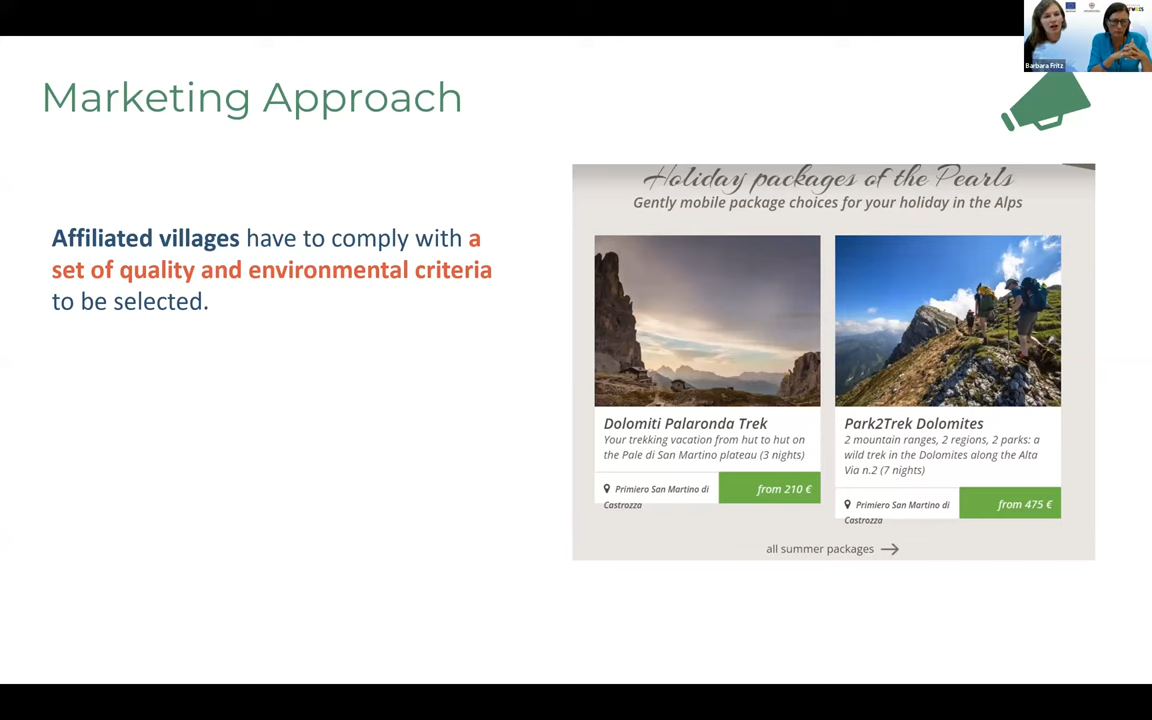 Barbara Fritz
Marketing Approach
Affiliated villages have to comply with a
set of quality and environmental criteria
to be selected.
Holiday packages of the Pearls
Gently mobile package choices for your holiday in the Alps
Dolomiti Palaronda Trek
Your trekking vacation from hut to hut on
the Pale di San Martino plateau (3 nights)
Primiero San Martino di
Castrozza
from 210 €
Park2Trek Dolomites
2 mountain ranges, 2 regions, 2 parks: a
wild trek in the Dolomites along the Alta
Via n.2 (7 nights)
Primiero San Martino di
Castrozza
from 475 €
all summer packages